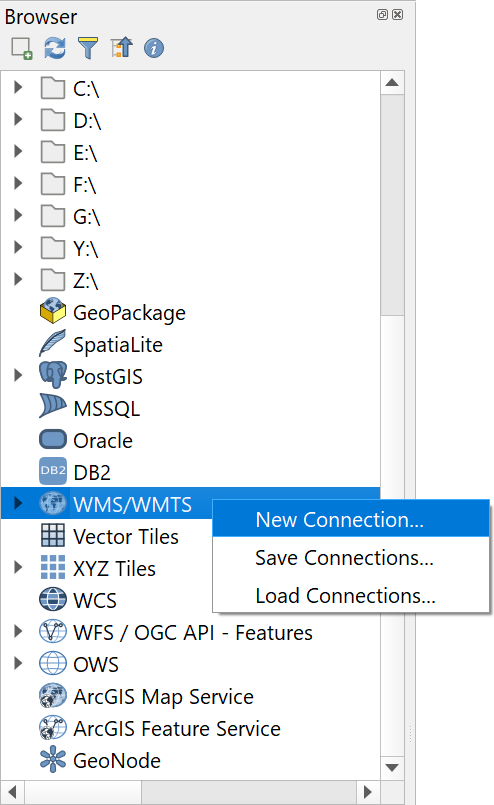 Browser
C:\
D:\
E:\
F:\
G:\
Y:\
Z:\
GeoPackage
SpatiaLite
PostGIS
MSSQL
Oracle
DB2 DB2
WMS/WMTS
New Connection...
Vector Tiles
Save Connections...
XYZ Tiles
Load Connections...
WCS
WFS / OGC API - Features
OWS
ArcGIS Map Service
ArcGIS Feature Service
GeoNode